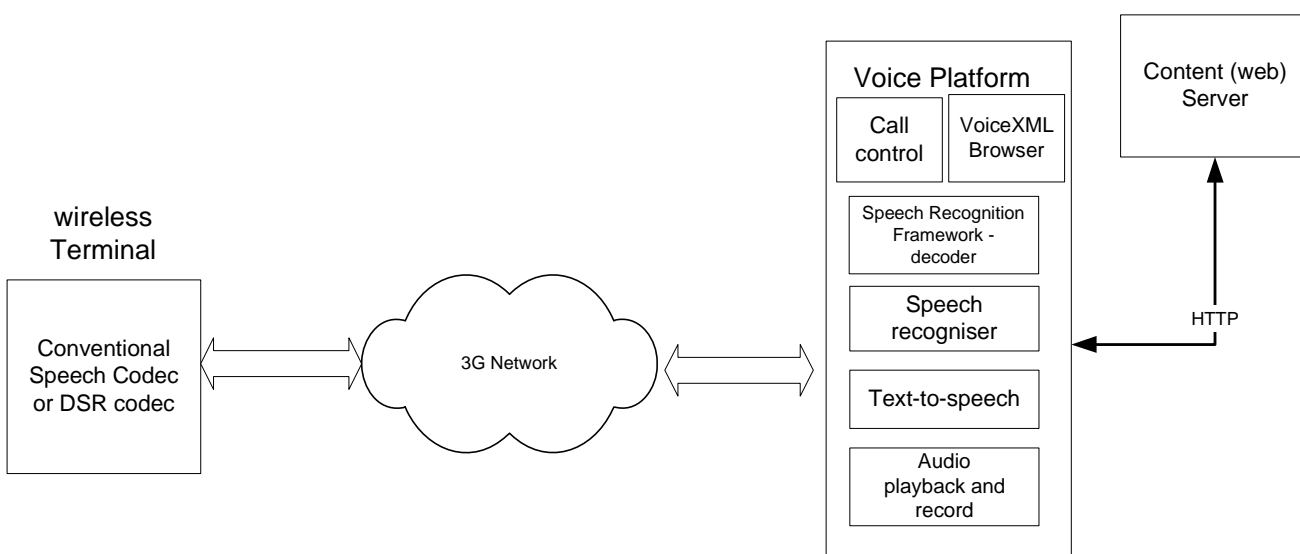 wireless
Terminal
Conventional
Speech Codec
or DSR codec
3G Network
Voice Platform
Call
control
VoiceXML
Browser
Speech Recognition
Framework -
decoder
Speech
recogniser
Text-to-speech
Audio
playback and
record
Content (web)
Server
HTTP